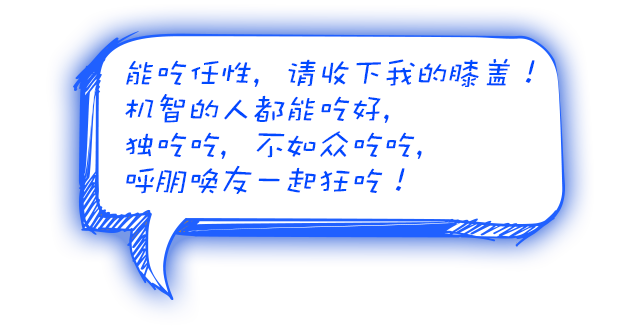 能吃任性，请收下我的膝盖！
机智的人都能吃好，
独吃吃，不如众吃吃，
呼朋唤友一起狂吃！